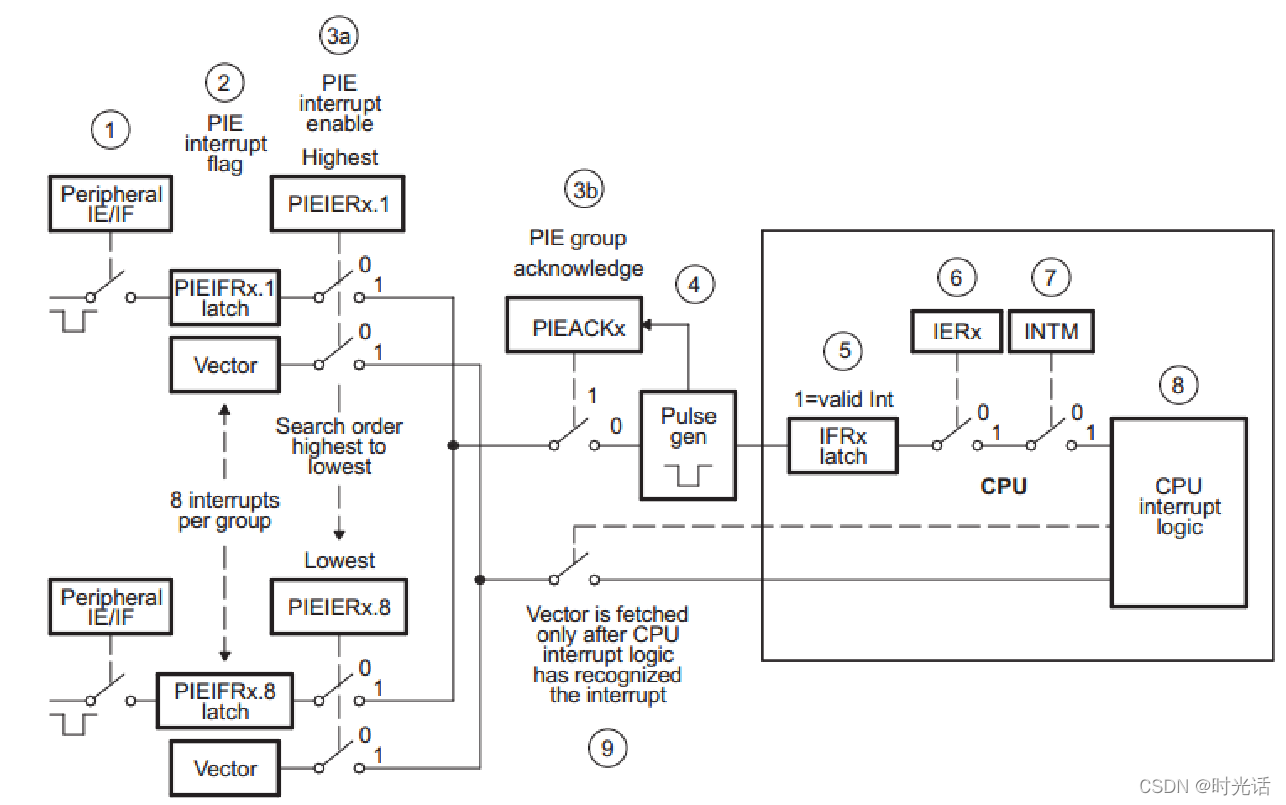 3a
PIE
interrupt
enable
2
PIE
interrupt
flag
1
Highest
Peripheral
IE/IF
PIEIERx.1
3b
PIE group
acknowledge
4
0
1
PIEIFRx.1
latch
PIEACKx
6
7
IERx
INTM
5
8
Vector
0
1
1
0
Pulse
gen
1=valid Int
IFRx
latch
0
1
0
1
CPU
CPU
interrupt
logic
Search order
highest to
lowest
8 interrupts
per group
Lowest
Peripheral
IE/IF
PIEIERx.8
Vector is fetched
only after CPU
interrupt logic
has recognized
the interrupt
9
0
1
PIEIFRx.8
latch
0
1
Vector
CSDN @时光话